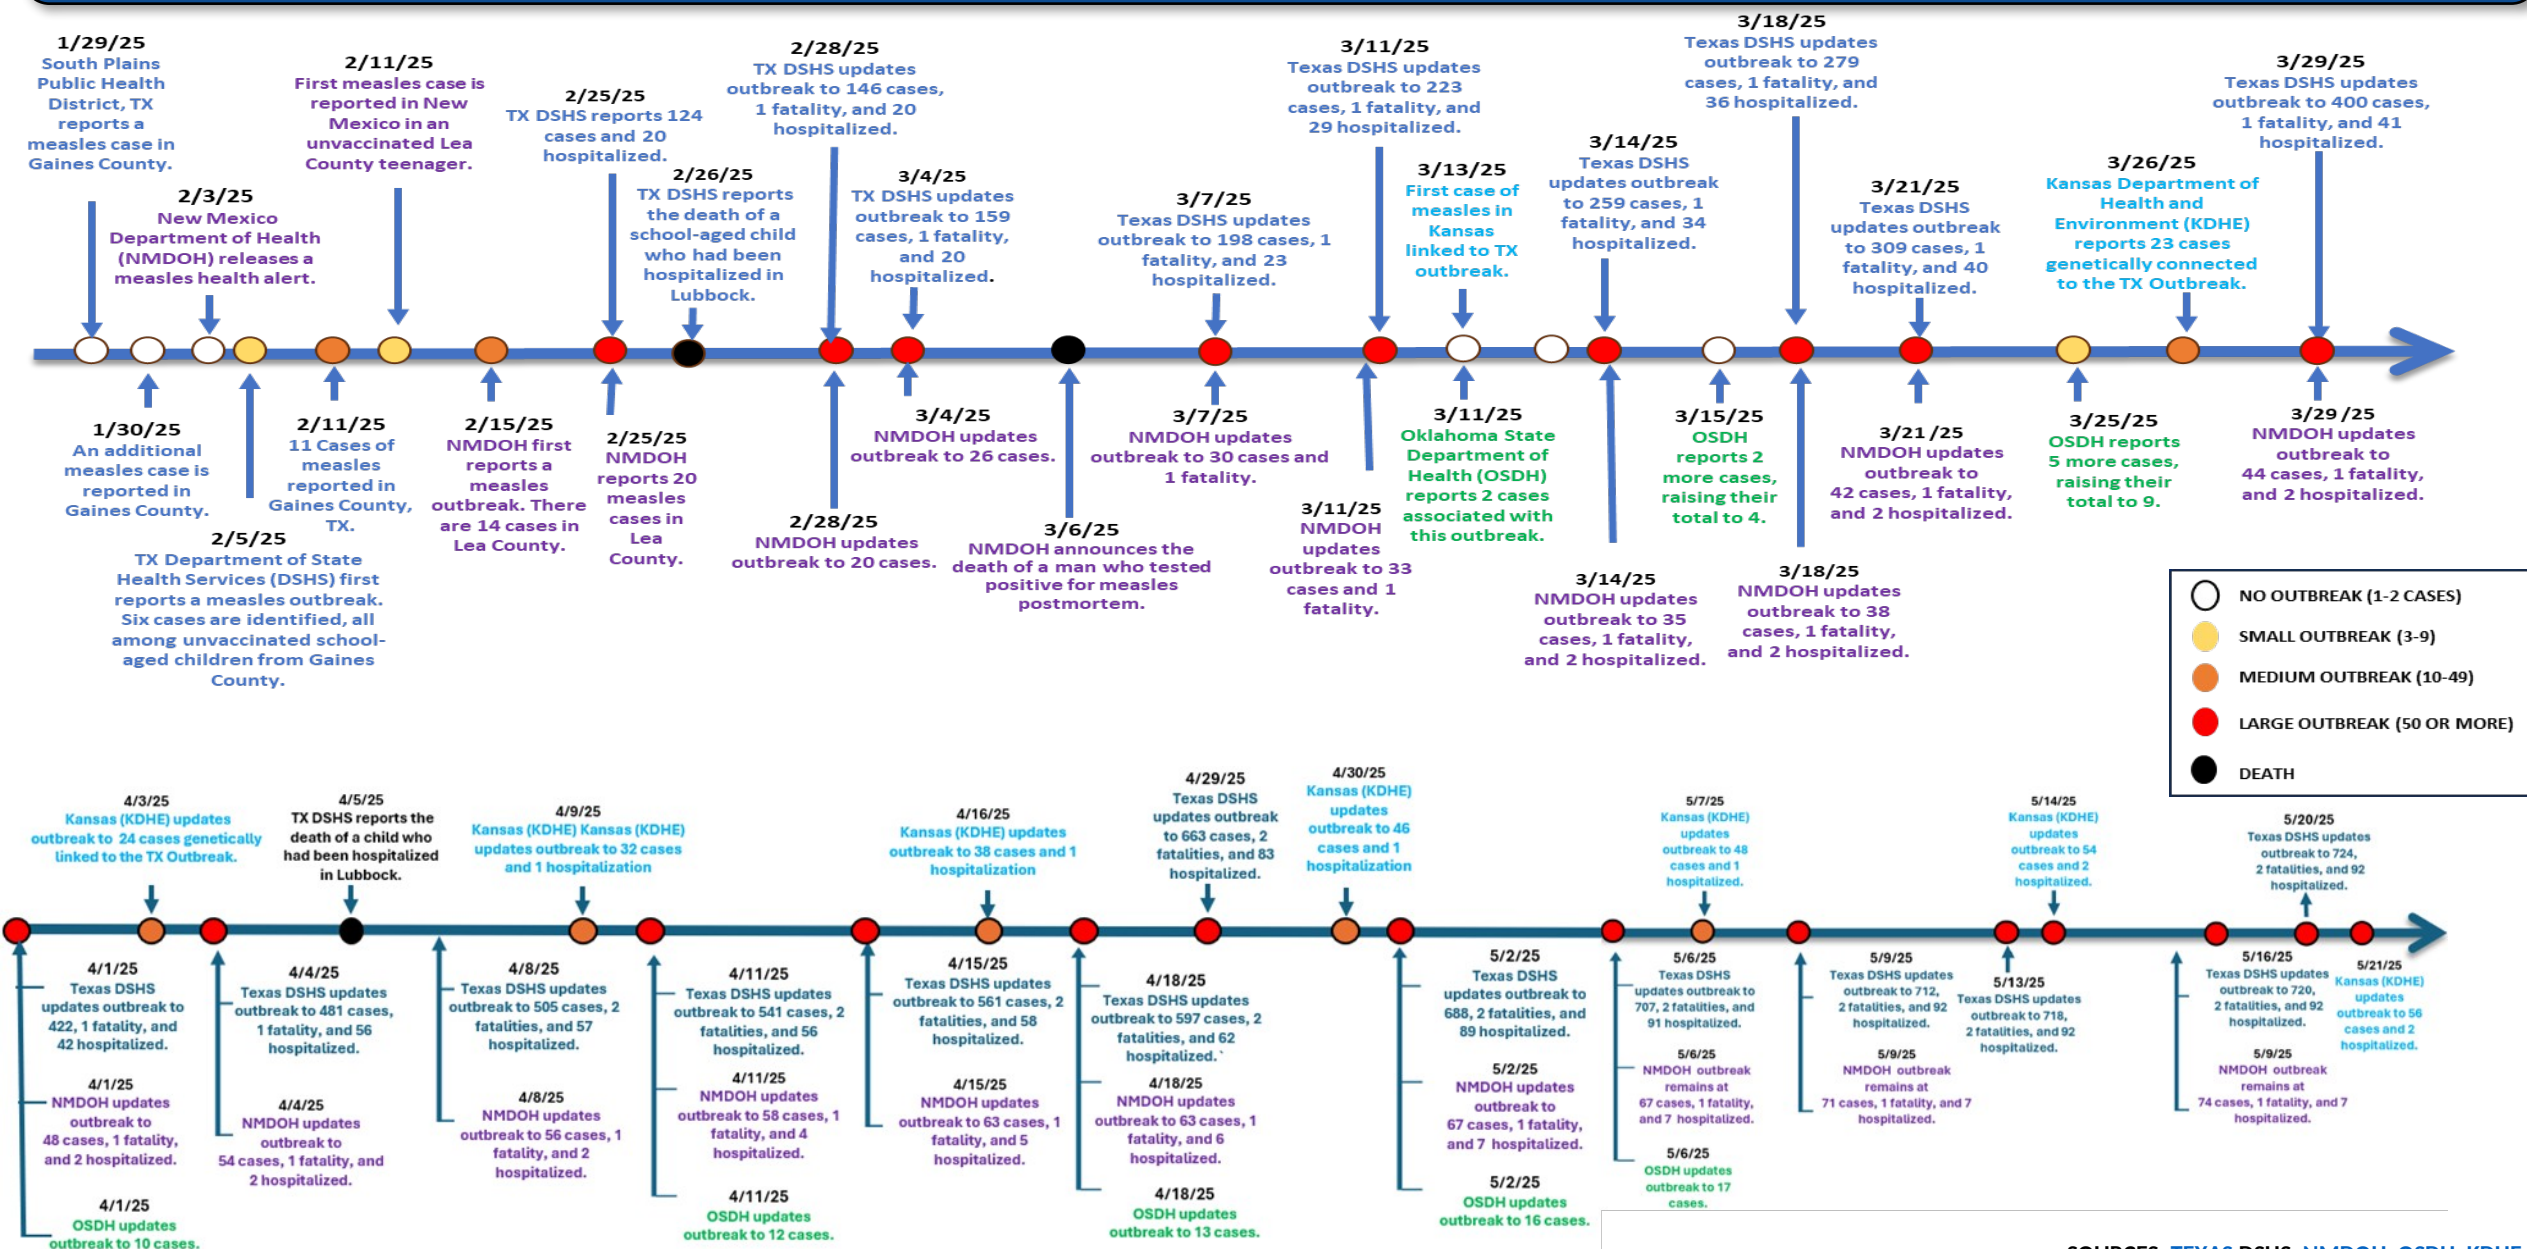 1/29/25
South Plains
Public Health
District, TX
reports a
measles case in
Gaines County.
2/3/25
New Mexico
Department of Health
(NMDOH) releases a
measles health alert.
2/11/25
First measles case is
reported in New
Mexico in an
unvaccinated Lea
County teenager.
2/25/25
TX DSHS reports 124
cases and 20
hospitalized.
2/26/25
TX DSHS reports
the death of a
school-aged child
who had been
hospitalized in
Lubbock.
2/28/25
TX DSHS updates
outbreak to 146 cases,
1 fatality, and 20
hospitalized.
3/4/25
TX DSHS updates
outbreak to 159
cases, 1 fatality,
and 20
hospitalized.
3/7/25
Texas DSHS updates
outbreak to 198 cases, 1
fatality, and 23
hospitalized.
3/11/25
Texas DSHS updates
outbreak to 223
cases, 1 fatality, and
29 hospitalized.
3/13/25
First case of
measles in
Kansas
linked to TX
outbreak.
3/14/25
Texas DSHS
updates outbreak
to 259 cases, 1
fatality, and 34
hospitalized.
3/18/25
Texas DSHS updates
outbreak to 279
cases, 1 fatality, and
36 hospitalized.
3/21/25
Texas DSHS
updates outbreak
to 309 cases, 1
fatality, and 40
hospitalized.
3/26/25
Kansas Department of
Health and
Environment (KDHE)
reports 23 cases
genetically connected
to the TX Outbreak.
3/29/25
Texas DSHS updates
outbreak to 400 cases,
1 fatality, and 41
hospitalized.
1/30/25
An additional
measles case is
reported in
Gaines County.
2/5/25
TX Department of State
Health Services (DSHS) first
reports a measles outbreak.
Six cases are identified, all
among unvaccinated school-
aged children from Gaines
County.
2/11/25
11 Cases of
measles
reported in
Gaines County,
TX.
2/15/25
NMDOH first
reports a
measles
outbreak. There
are 14 cases in
Lea County.
2/25/25
NMDOH
reports 20
measles
cases in
Lea
County.
2/28/25
NMDOH updates
outbreak to 20 cases.
3/4/25
NMDOH updates
outbreak to 26 cases.
3/6/25
NMDOH announces the
death of a man who tested
positive for measles
postmortem.
3/7/25
NMDOH updates
outbreak to 30 cases and
1 fatality.
3/11/25
NMDOH
updates
outbreak to 33
cases and 1
fatality.
3/11/25
Oklahoma State
Department of
Health (OSDH)
reports 2 cases
associated with
this outbreak.
3/14/25
NMDOH updates
outbreak to 35
cases, 1 fatality,
and 2 hospitalized.
3/15/25
OSDH
reports 2
more cases,
raising their
total to 4.
3/18/25
NMDOH updates
outbreak to 38
cases, 1 fatality,
and 2 hospitalized.
3/21/25
NMDOH updates
outbreak to
42 cases, 1 fatality,
and 2 hospitalized.
3/25/25
OSDH reports
5 more cases,
raising their
total to 9.
3/29 /25
NMDOH updates
outbreak to
44 cases, 1 fatality,
and 2 hospitalized.
NO OUTBREAK (1-2 CASES)
SMALL OUTBREAK (3-9)
MEDIUM OUTBREAK (10-49)
LARGE OUTBREAK (50 OR MORE)
DEATH
4/3/25
Kansas (KDHE) updates
outbreak to 24 cases genetically
linked to the TX Outbreak.
4/5/25
TX DSHS reports the
death of a child who
had been hospitalized
in Lubbock.
4/9/25
Kansas (KDHE) Kansas (KDHE)
updates outbreak to 32 cases
and 1 hospitalization
4/16/25
Kansas (KDHE) updates
outbreak to 38 cases and 1
hospitalization
4/29/25
Texas DSHS
updates outbreak
to 663 cases, 2
fatalities, and 83
hospitalized.
4/30/25
Kansas (KDHE)
updates
outbreak to 46
cases and 1
hospitalization
5/7/25
Kansas (KDHE)
updates
outbreak to 48
cases and 1
hospitalized.
5/14/25
Kansas (KDHE)
updates
outbreak to 54
cases and 2
hospitalized.
5/20/25
Texas DSHS updates
outbreak to 724,
2 fatalities, and 92
hospitalized.
4/1/25
Texas DSHS
updates outbreak to
422, 1 fatality, and
42 hospitalized.
4/1/25
NMDOH updates
outbreak to
48 cases, 1 fatality,
and 2 hospitalized.
4/1/25
OSDH updates
outbreak to 10 cases.
4/4/25
Texas DSHS updates
outbreak to 481 cases,
1 fatality, and 56
hospitalized.
4/4/25
NMDOH updates
outbreak to
54 cases, 1 fatality, and
2 hospitalized.
4/8/25
Texas DSHS updates
outbreak to 505 cases, 2
fatalities, and 57
hospitalized.
4/8/25
NMDOH updates
outbreak to 56 cases, 1
fatality, and 2
hospitalized.
4/11/25
Texas DSHS updates
outbreak to 541 cases, 2
fatalities, and 56
hospitalized.
4/11/25
NMDOH updates
outbreak to 58 cases, 1
fatality, and 4
hospitalized.
4/11/25
OSDH updates
outbreak to 12 cases.
4/15/25
Texas DSHS updates
outbreak to 561 cases, 2
fatalities, and 58
hospitalized.
4/15/25
NMDOH updates
outbreak to 63 cases, 1
fatality, and 5
hospitalized.
4/18/25
Texas DSHS updates
outbreak to 597 cases, 2
fatalities, and 62
hospitalized.`
4/18/25
NMDOH updates
outbreak to 63 cases, 1
fatality, and 6
hospitalized.
4/18/25
OSDH updates
outbreak to 13 cases.
5/2/25
Texas DSHS
updates outbreak to
688, 2 fatalities, and
89 hospitalized.
5/2/25
NMDOH updates
outbreak to
67 cases, 1 fatality,
and 7 hospitalized.
5/2/25
OSDH updates
outbreak to 16 cases.
5/6/25
Texas DSHS
updates outbreak to
707, 2 fatalities, and
91 hospitalized.
5/6/25
NMDOH outbreak
remains at
67 cases, 1 fatality,
and 7 hospitalized.
5/6/25
OSDH updates
outbreak to 17
cases.
5/9/25
Texas DSHS updates
outbreak to 712,
2 fatalities, and 92
hospitalized.
5/9/25
NMDOH outbreak
remains at
71 cases, 1 fatality, and 7
hospitalized.
5/13/25
Texas DSHS updates
outbreak to 718,
2 fatalities, and 92
hospitalized.
5/16/25
Texas DSHS updates
outbreak to 720,
2 fatalities, and 92
hospitalized.
5/9/25
NMDOH outbreak
remains at
74 cases, 1 fatality, and 7
hospitalized.
5/21/25
Kansas (KDHE)
updates
outbreak to 56
cases and 2
hospitalized.
SOURCES: TEXAS DSHS, NMDOH, OSDH, KDHE